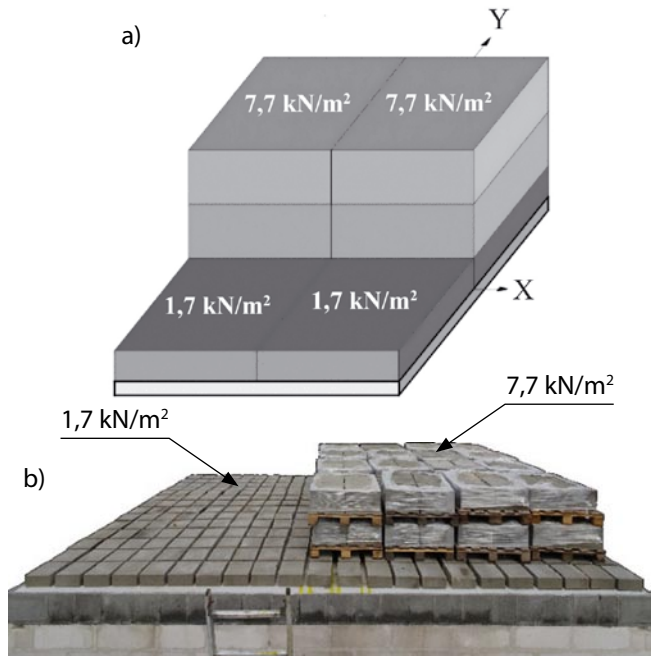 a)
Y
7,7 kN/m² 7,7 kN/m²
X
1,7 kN/m² 1,7 kN/m²
7,7 kN/m²
1,7 kN/m²
b)